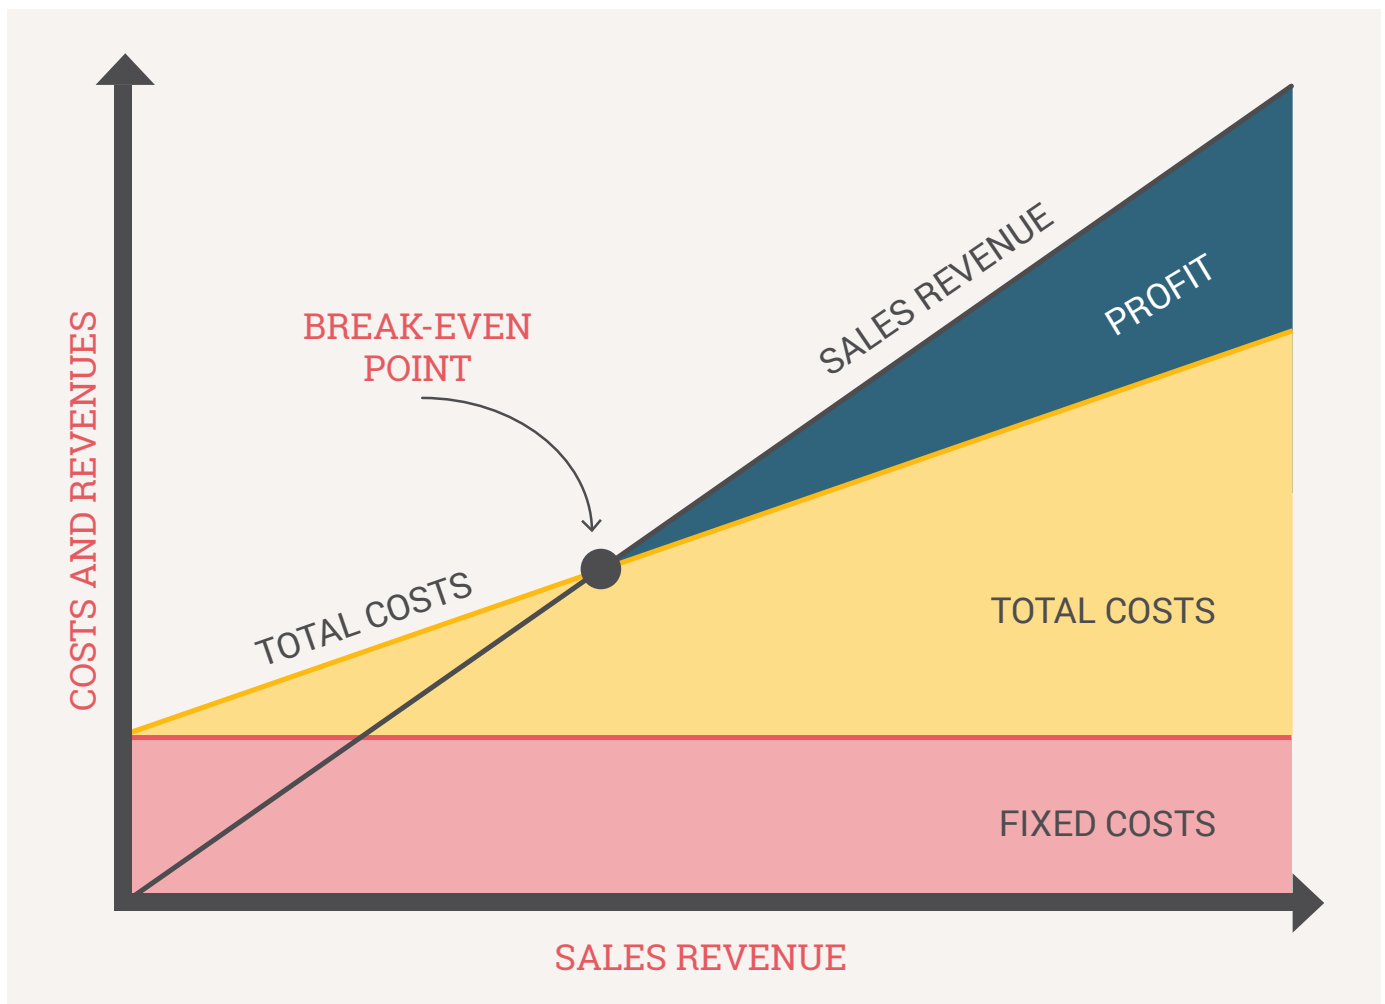 SALES REVENUE
PROFIT
BREAK-EVEN
POINT
COSTS AND REVENUES
TOTAL COSTS
TOTAL COSTS
FIXED COSTS
SALES REVENUE